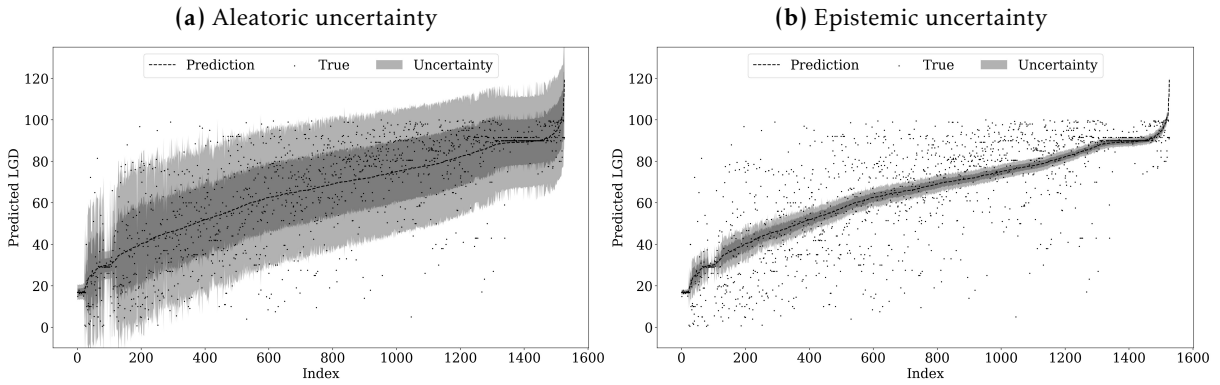 (a) Aleatoric uncertainty
Prediction True Uncertainty
120
100
80
60
40
20
0
Predicted LGD
0 200 400 600 800 1000 1200 1400 1600
Index
(b) Epistemic uncertainty
Prediction True Uncertainty
120
100
80
60
40
20
0
Predicted LGD
0 200 400 600 800 1000 1200 1400 1600
Index